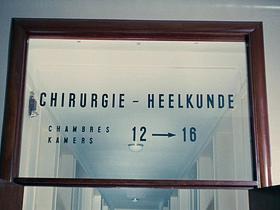 CHIRURGIE - HEELKUNDE
CHAMBRES
KAMERS 12 → 16